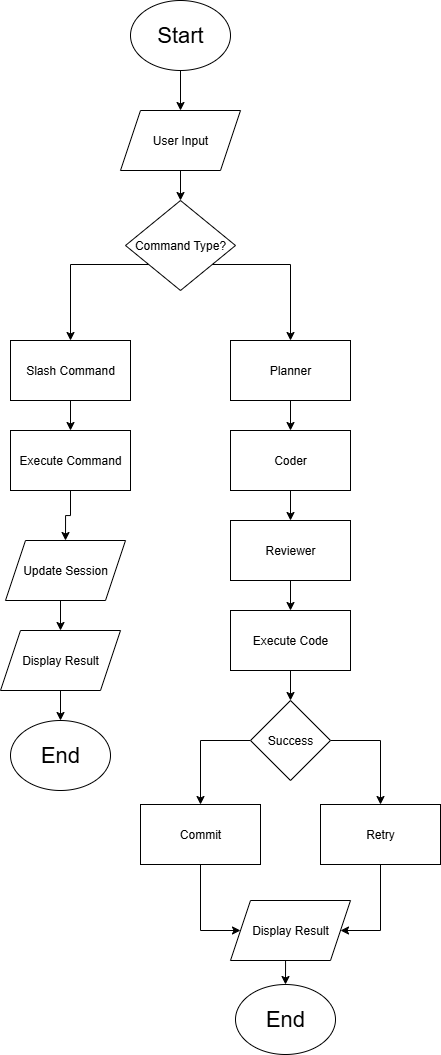 Start
User Input
Command Type?
Slash Command
Planner
Execute Command
Coder
Reviewer
Update Session
Execute Code
Display Result
Success
End
Commit
Retry
Display Result
End